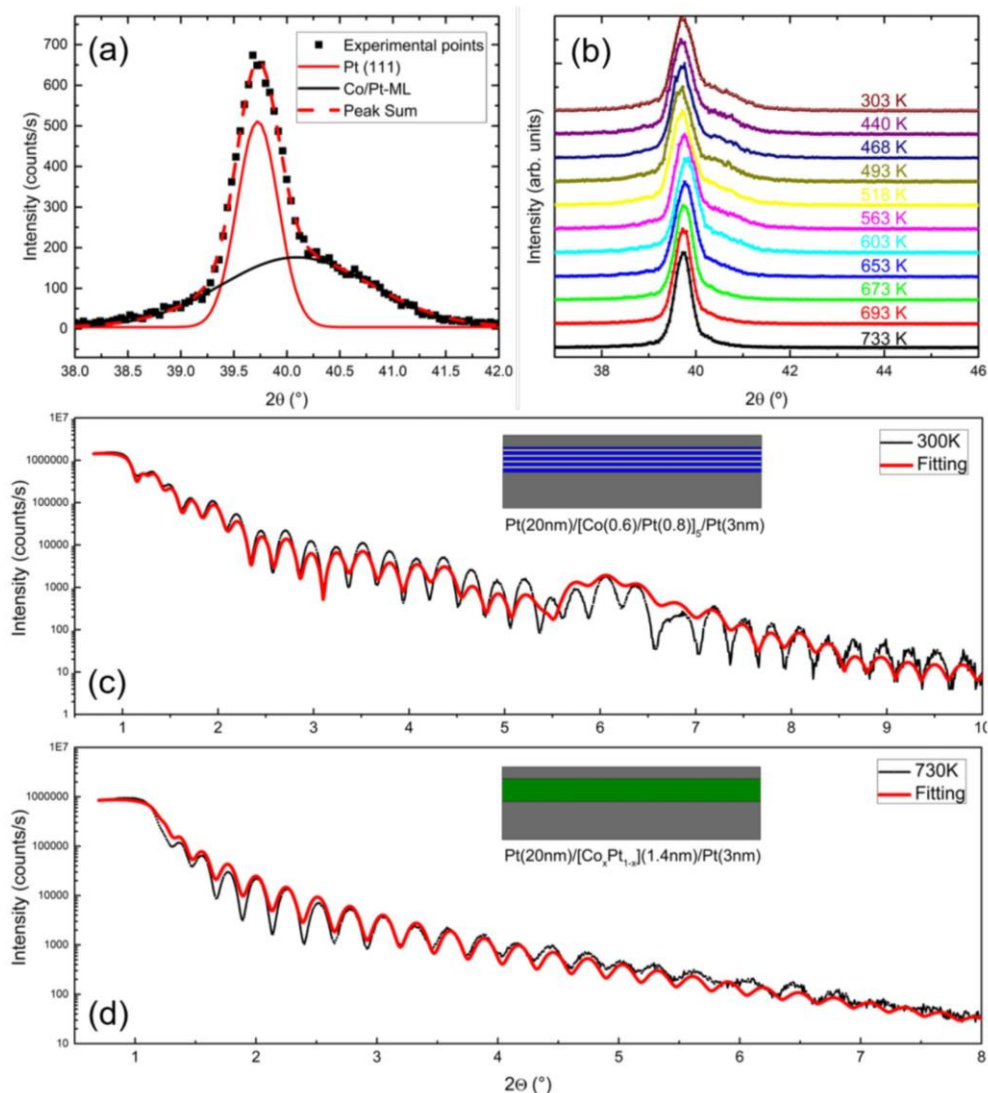 (a)
Experimental points
Pt (111)
Co/Pt-ML
Peak Sum
Intensity (counts/s)
700
600
500
400
300
200
100
0
38.0 38.5 39.0 39.5 40.0 40.5 41.0 41.5 42.0
2θ (°)
(b)
Intensity (arb. units)
303 K
440 K
468 K
493 K
518 K
563 K
603 K
653 K
673 K
693 K
733 K
38 40 42 44 46
2θ (º)
1E7
1000000
100000
10000
1000
100
10
1
Intensity (counts/s)
300K
Fitting
Pt(20nm)/[Co(0.6)/Pt(0.8)]₅/Pt(3nm)
(c)
1 2 3 4 5 6 7 8 9 10
1E7
1000000
100000
10000
1000
100
10
Intensity (counts/s)
730K
Fitting
Pt(20nm)/[CoₓPt₁₋ₓ](1.4nm)/Pt(3nm)
(d)
1 2 3 4 5 6 7 8
2Θ (°)